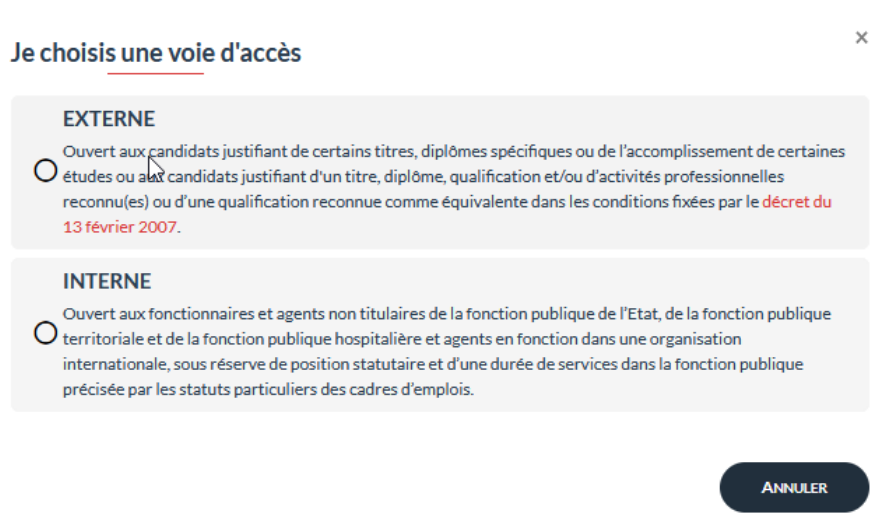 ×
Je choisis une voie d'accès
EXTERNE
Ouvert aux candidats justifiant de certains titres, diplômes spécifiques ou de l'accomplissement de certaines
études ou aux candidats justifiant d'un titre, diplôme, qualification et/ou d'activités professionnelles
reconnu(es) ou d'une qualification reconnue comme équivalente dans les conditions fixées par le décret du
13 février 2007.
INTERNE
Ouvert aux fonctionnaires et agents non titulaires de la fonction publique de l'Etat, de la fonction publique
territoriale et de la fonction publique hospitalière et agents en fonction dans une organisation
internationale, sous réserve de position statutaire et d'une durée de services dans la fonction publique
précisée par les statuts particuliers des cadres d'emplois.
ANNULER